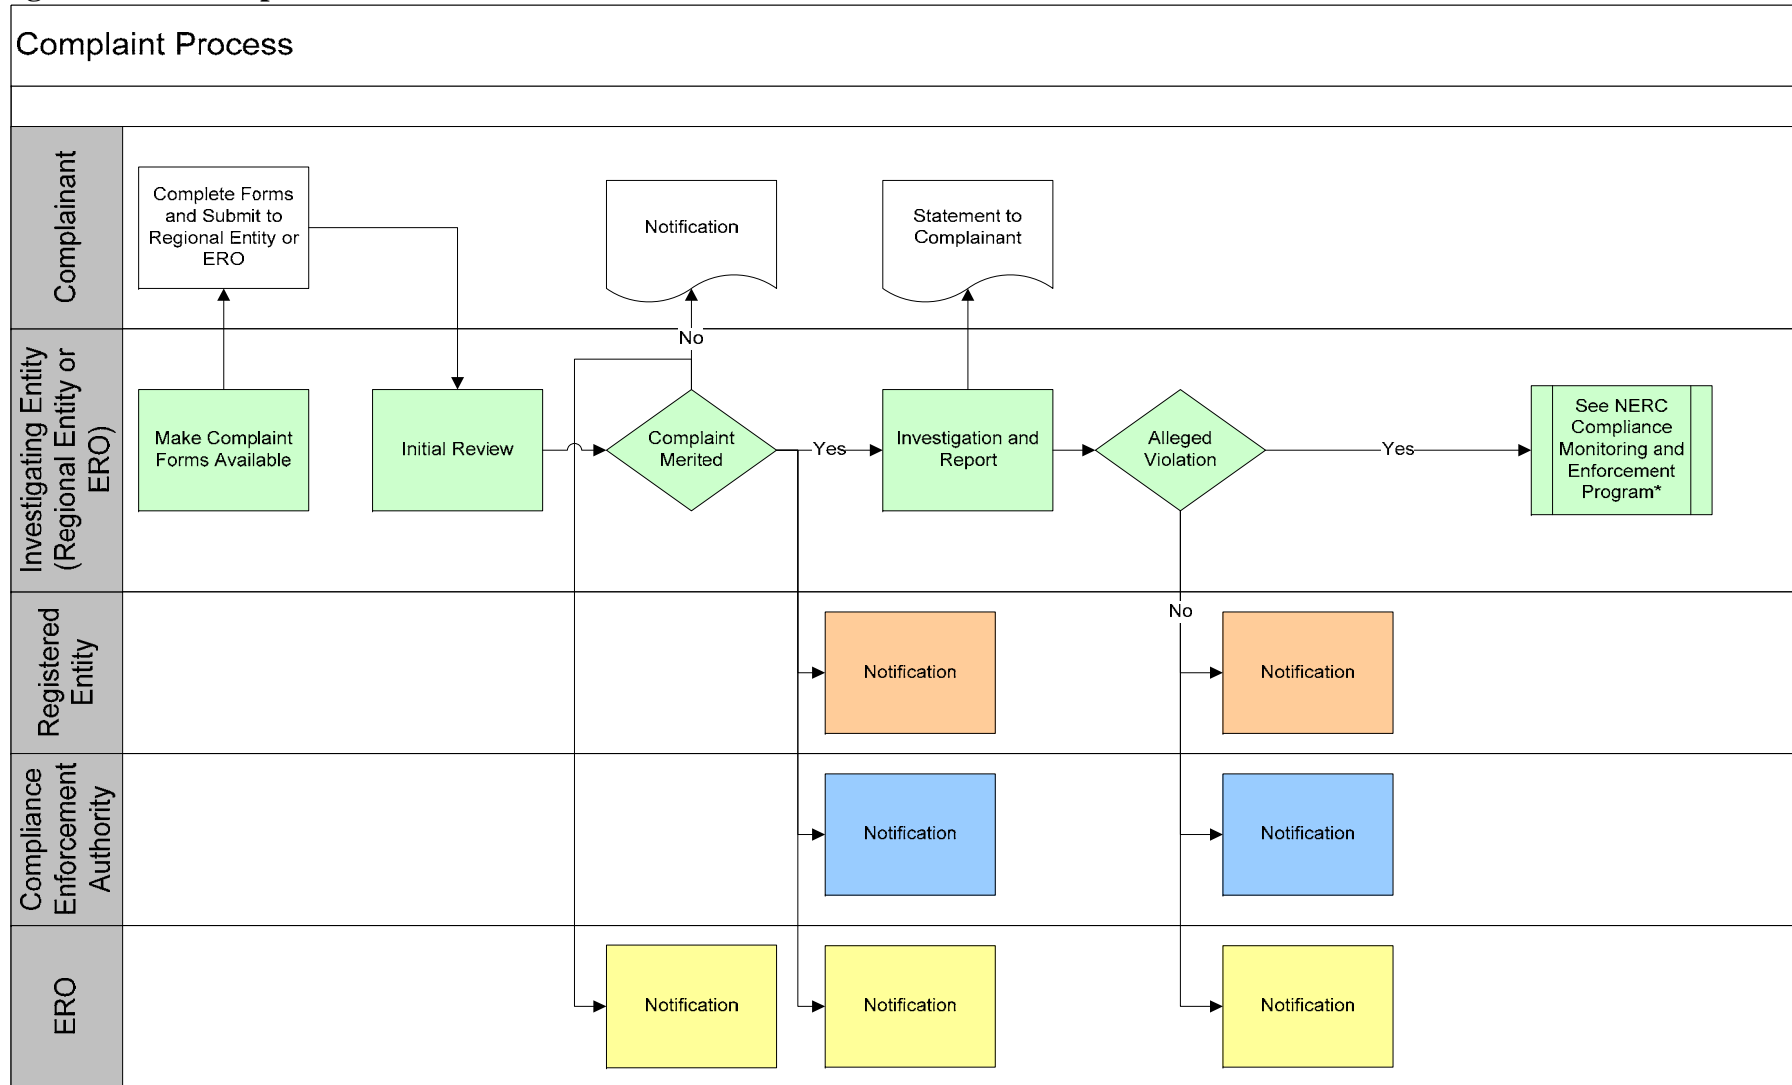 Complaint Process
Complainant
Complete Forms
and Submit to
Regional Entity or
ERO
Notification
Statement to
Complainant
Investigating Entity
(Regional Entity or
ERO)
Make Complaint
Forms Available
Initial Review
No
Complaint
Merited
Yes
Investigation and
Report
Alleged
Violation
Yes
See NERC
Compliance
Monitoring and
Enforcement
Program*
Registered
Entity
Notification
No
Notification
Compliance
Enforcement
Authority
Notification
Notification
ERO
Notification
Notification
Notification